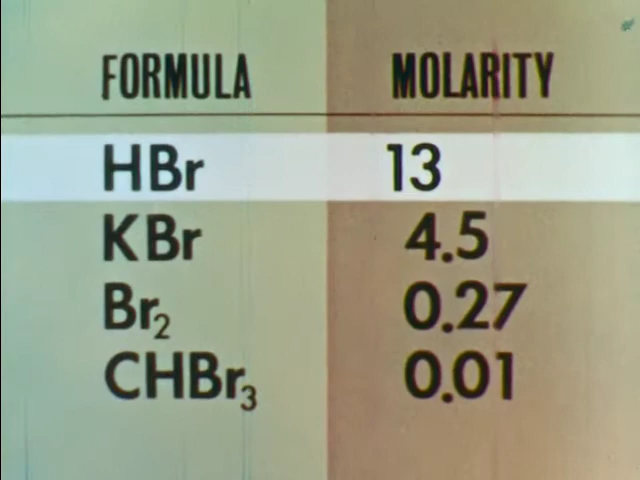 FORMULA MOLARITY
HBr 13
KBr 4.5
Br₂ 0.27
CHBr₃ 0.01